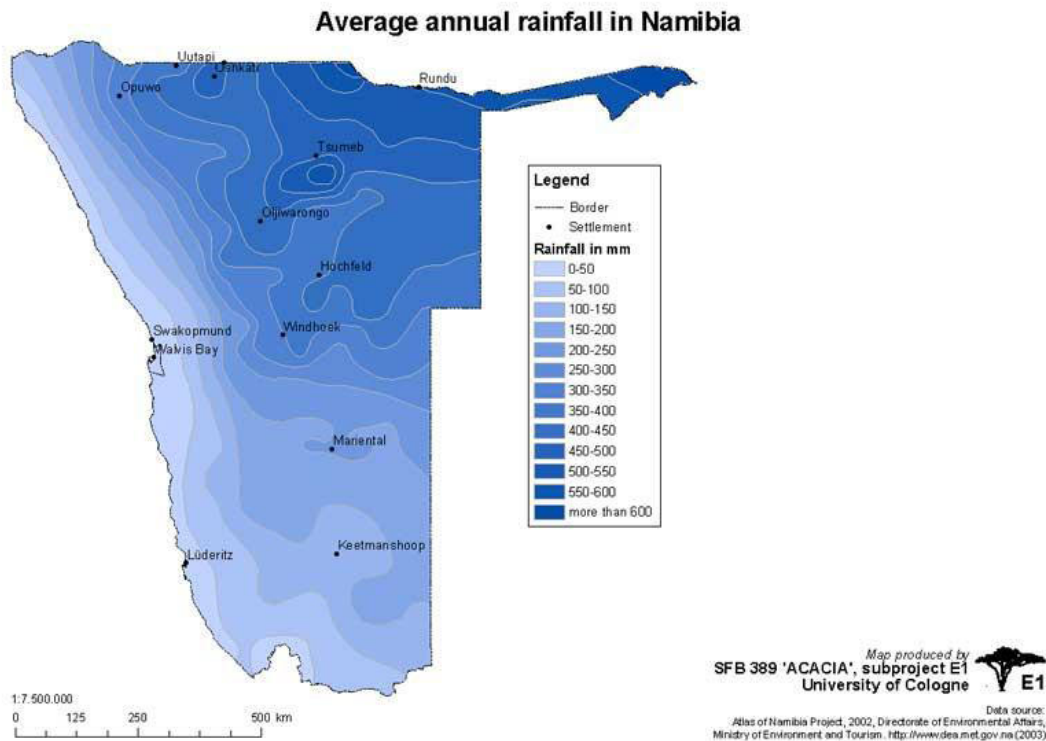 Average annual rainfall in Namibia
Uutapi
Oshkati
Opuwo
Rundu
Tsumeb
Oijiwarongo
Hochfeld
Windhoek
Swakopmund
Walvis Bay
Mariental
Keetmanshoop
Lüderitz
Legend
Border
Settlement
Rainfall in mm
0-50
50-100
100-150
150-200
200-250
250-300
300-350
350-400
400-450
450-500
500-550
550-600
more than 600
1:7.500.000
0 125 250 500 km
Map produced by
SFB 389 'ACACIA', subproject E1
University of Cologne
E1
Data source:
Atlas of Namibia Project, 2002, Directorate of Environmental Affairs,
Ministry of Environment and Tourism. http://www.dea.met.gov.na (2003)